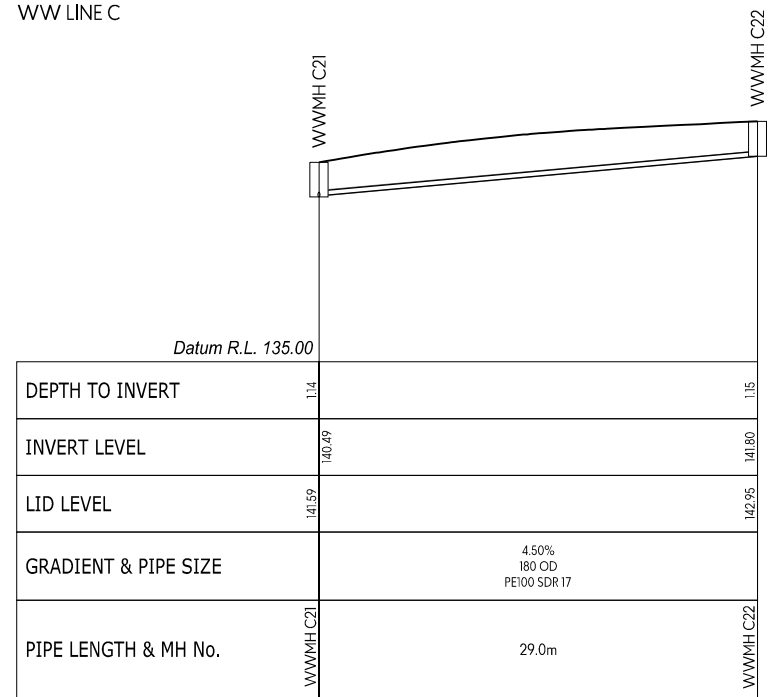 WW LINE C
WWMH C21
WWMH C22
Datum R.L. 135.00
DEPTH TO INVERT
1.14
1.15
INVERT LEVEL
140.49
141.80
LID LEVEL
141.59
142.95
GRADIENT & PIPE SIZE
4.50%
180 OD
PE100 SDR 17
PIPE LENGTH & MH No.
WWMH C21
29.0m
WWMH C22